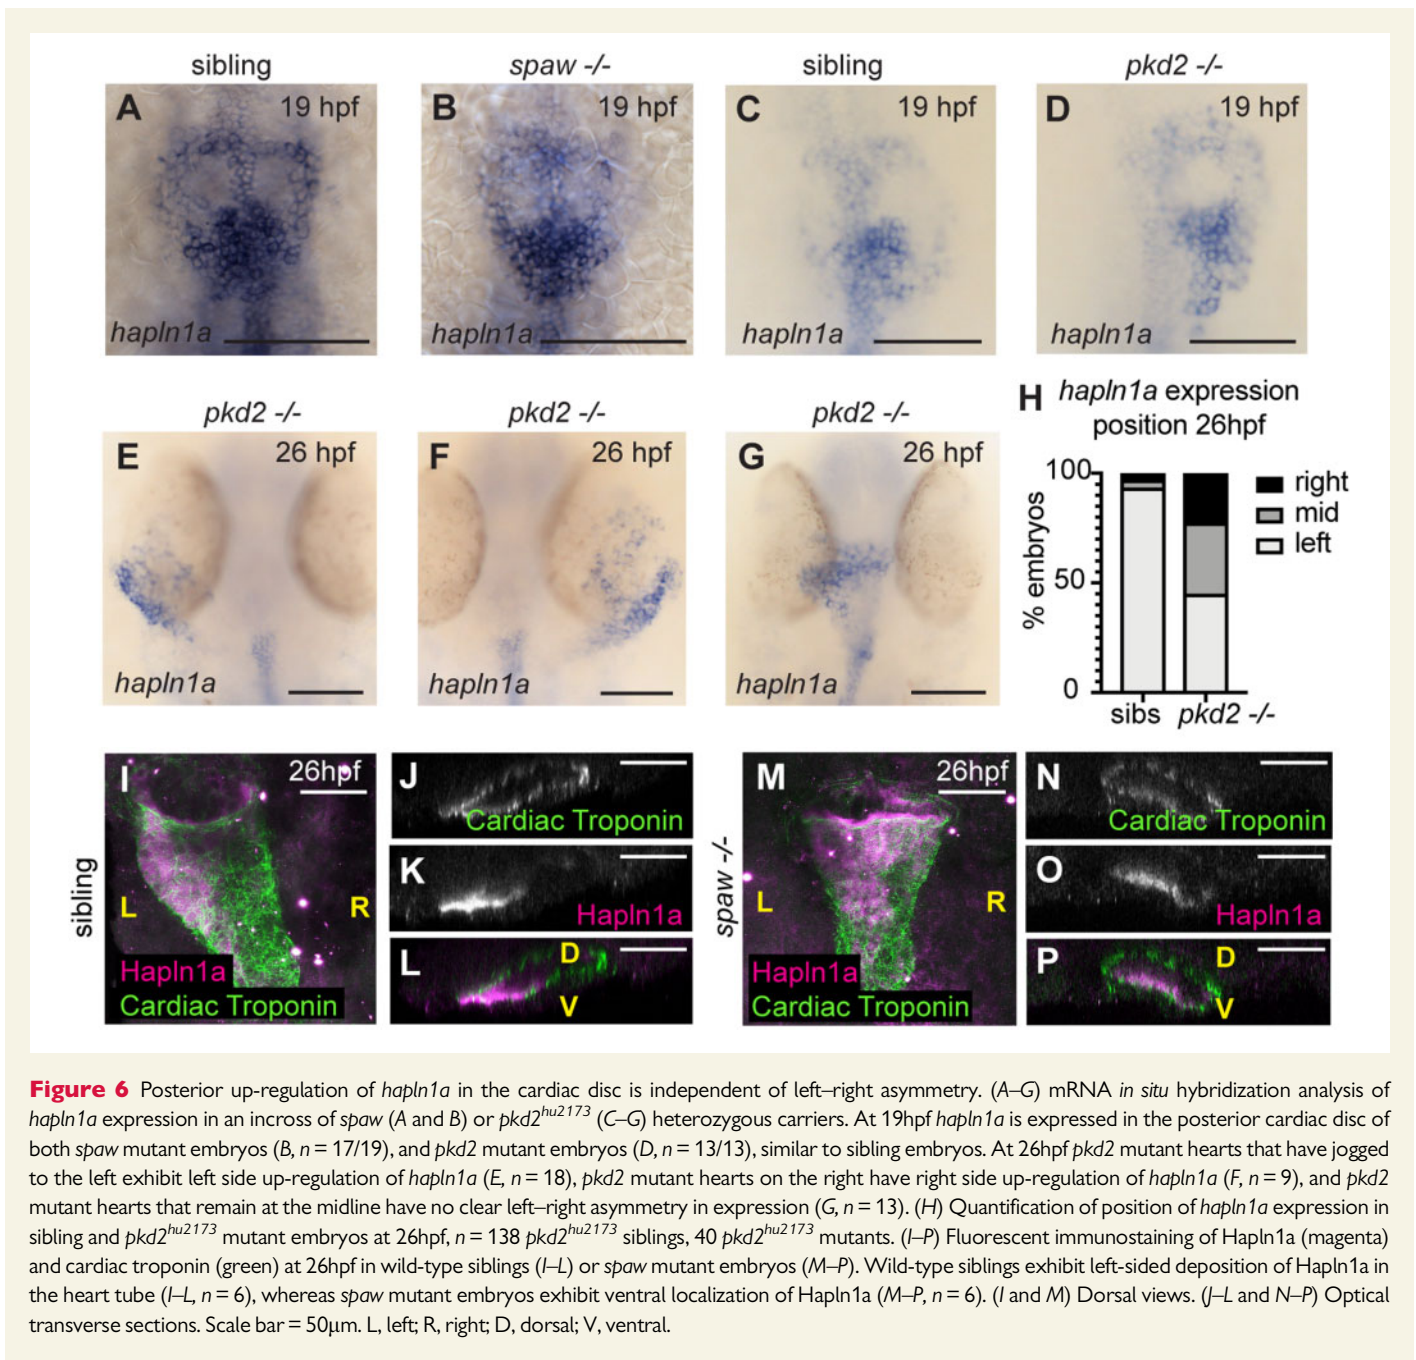 sibling
spaw -/-
sibling
pkd2 -/-
A
19 hpf
hapln1a
B
19 hpf
hapln1a
C
19 hpf
hapln1a
D
19 hpf
hapln1a
pkd2 -/-
pkd2 -/-
pkd2 -/-
E
26 hpf
hapln1a
F
26 hpf
hapln1a
G
26 hpf
hapln1a
H
hapln1a expression
position 26hpf
100
50
0
% embryos
right
mid
left
sibs
pkd2 -/-
sibling
I
26hpf
L
R
Hapln1a
Cardiac Troponin
J
Cardiac Troponin
K
Hapln1a
L
D
V
spaw -/-
M
26hpf
L
R
Hapln1a
Cardiac Troponin
N
Cardiac Troponin
O
Hapln1a
P
D
V
Figure 6 Posterior up-regulation of hapln1a in the cardiac disc is independent of left–right asymmetry. (A–G) mRNA in situ hybridization analysis of
hapln1a expression in an incross of spaw (A and B) or pkd2hu2173 (C–G) heterozygous carriers. At 19hpf hapln1a is expressed in the posterior cardiac disc of
both spaw mutant embryos (B, n = 17/19), and pkd2 mutant embryos (D, n = 13/13), similar to sibling embryos. At 26hpf pkd2 mutant hearts that have jogged
to the left exhibit left side up-regulation of hapln1a (E, n = 18), pkd2 mutant hearts on the right have right side up-regulation of hapln1a (F, n = 9), and pkd2
mutant hearts that remain at the midline have no clear left–right asymmetry in expression (G, n = 13). (H) Quantification of position of hapln1a expression in
sibling and pkd2hu2173 mutant embryos at 26hpf, n = 138 pkd2hu2173 siblings, 40 pkd2hu2173 mutants. (I–P) Fluorescent immunostaining of Hapln1a (magenta)
and cardiac troponin (green) at 26hpf in wild-type siblings (I–L) or spaw mutant embryos (M–P). Wild-type siblings exhibit left-sided deposition of Hapln1a in
the heart tube (I–L, n = 6), whereas spaw mutant embryos exhibit ventral localization of Hapln1a (M–P, n = 6). (I and M) Dorsal views. (J–L and N–P) Optical
transverse sections. Scale bar = 50μm. L, left; R, right; D, dorsal; V, ventral.